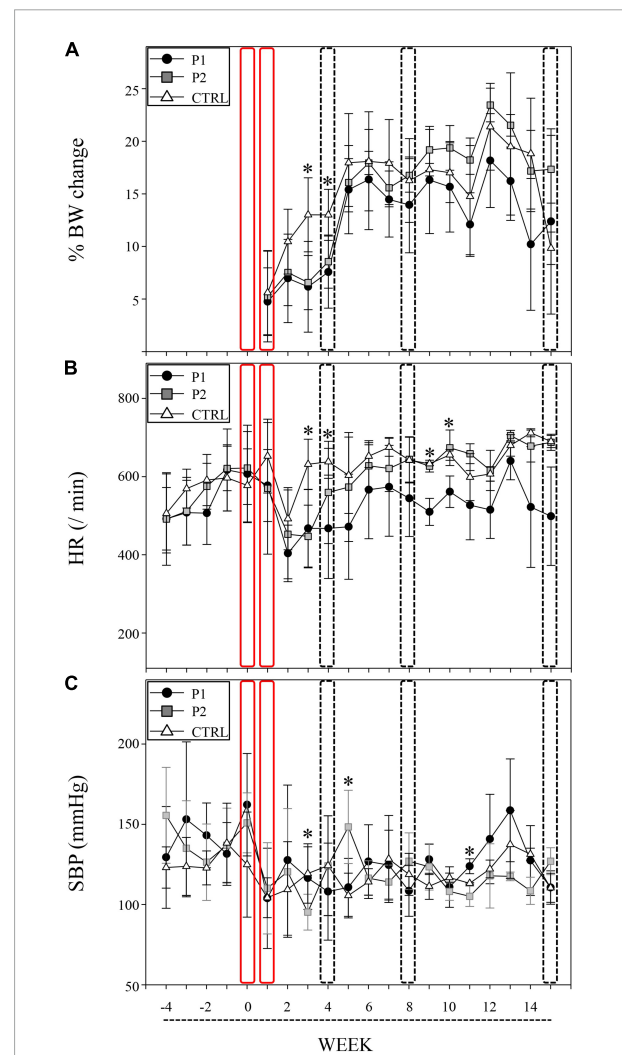 A
P1
P2
CTRL
25
20
15
10
5
% BW change
*
*
B
P1
P2
CTRL
800
600
400
200
HR (/ min)
*
*
*
*
C
P1
P2
CTRL
200
150
100
50
SBP (mmHg)
*
*
*
-4 -2 0 2 4 6 8 10 12 14
WEEK